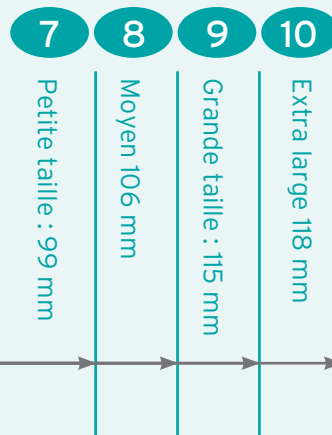 7
8
9
10
Petite taille : 99 mm
Moyen 106 mm
Grande taille : 115 mm
Extra large 118 mm